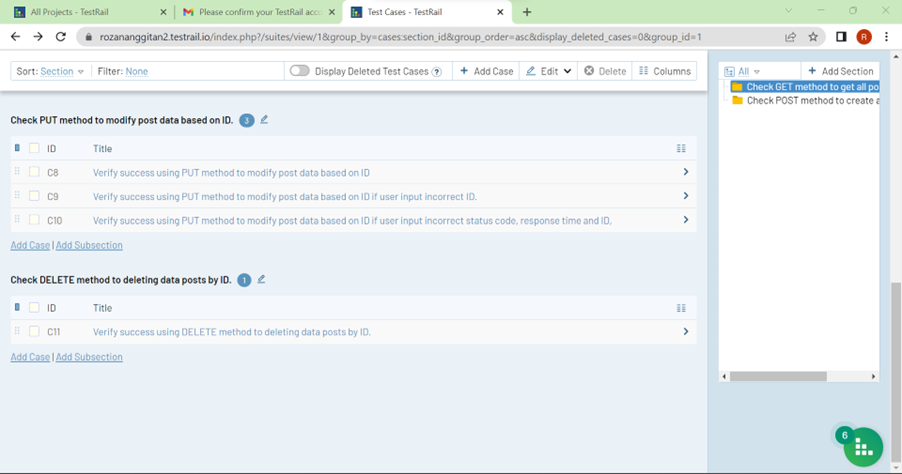 All Projects - TestRail
Please confirm your TestRail acc
Test Cases - TestRail
rozananggitan2.testrail.io/index.php?/suites/view/1&group_by=cases:section_id&group_order=asc&display_deleted_cases=0&group_id=1
R
Sort: Section Filter: None Display Deleted Test Cases ? + Add Case Edit Delete Columns
All + Add Section
Check GET method to get all po
Check POST method to create a
Check PUT method to modify post data based on ID. 3
ID Title
C8 Verify success using PUT method to modify post data based on ID
C9 Verify success using PUT method to modify post data based on ID if user input incorrect ID.
C10 Verify success using PUT method to modify post data based on ID if user input incorrect status code, response time and ID,
Add Case | Add Subsection
Check DELETE method to deleting data posts by ID. 1
ID Title
C11 Verify success using DELETE method to deleting data posts by ID.
Add Case | Add Subsection
6